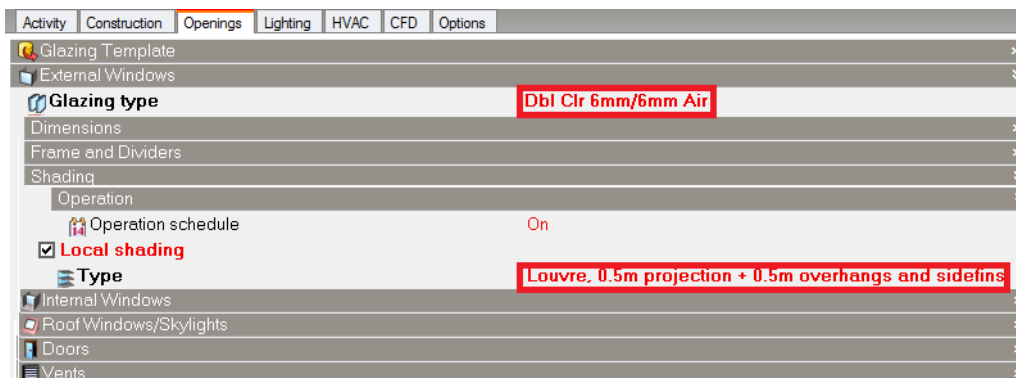 Activity Construction Openings Lighting HVAC CFD Options
Glazing Template
External Windows
Glazing type Dbl Clr 6mm/6mm Air
Dimensions
Frame and Dividers
Shading
Operation
Operation schedule On
Local shading
Type Louvre, 0.5m projection + 0.5m overhangs and sidefins
Internal Windows
Roof Windows/Skylights
Doors
Vents